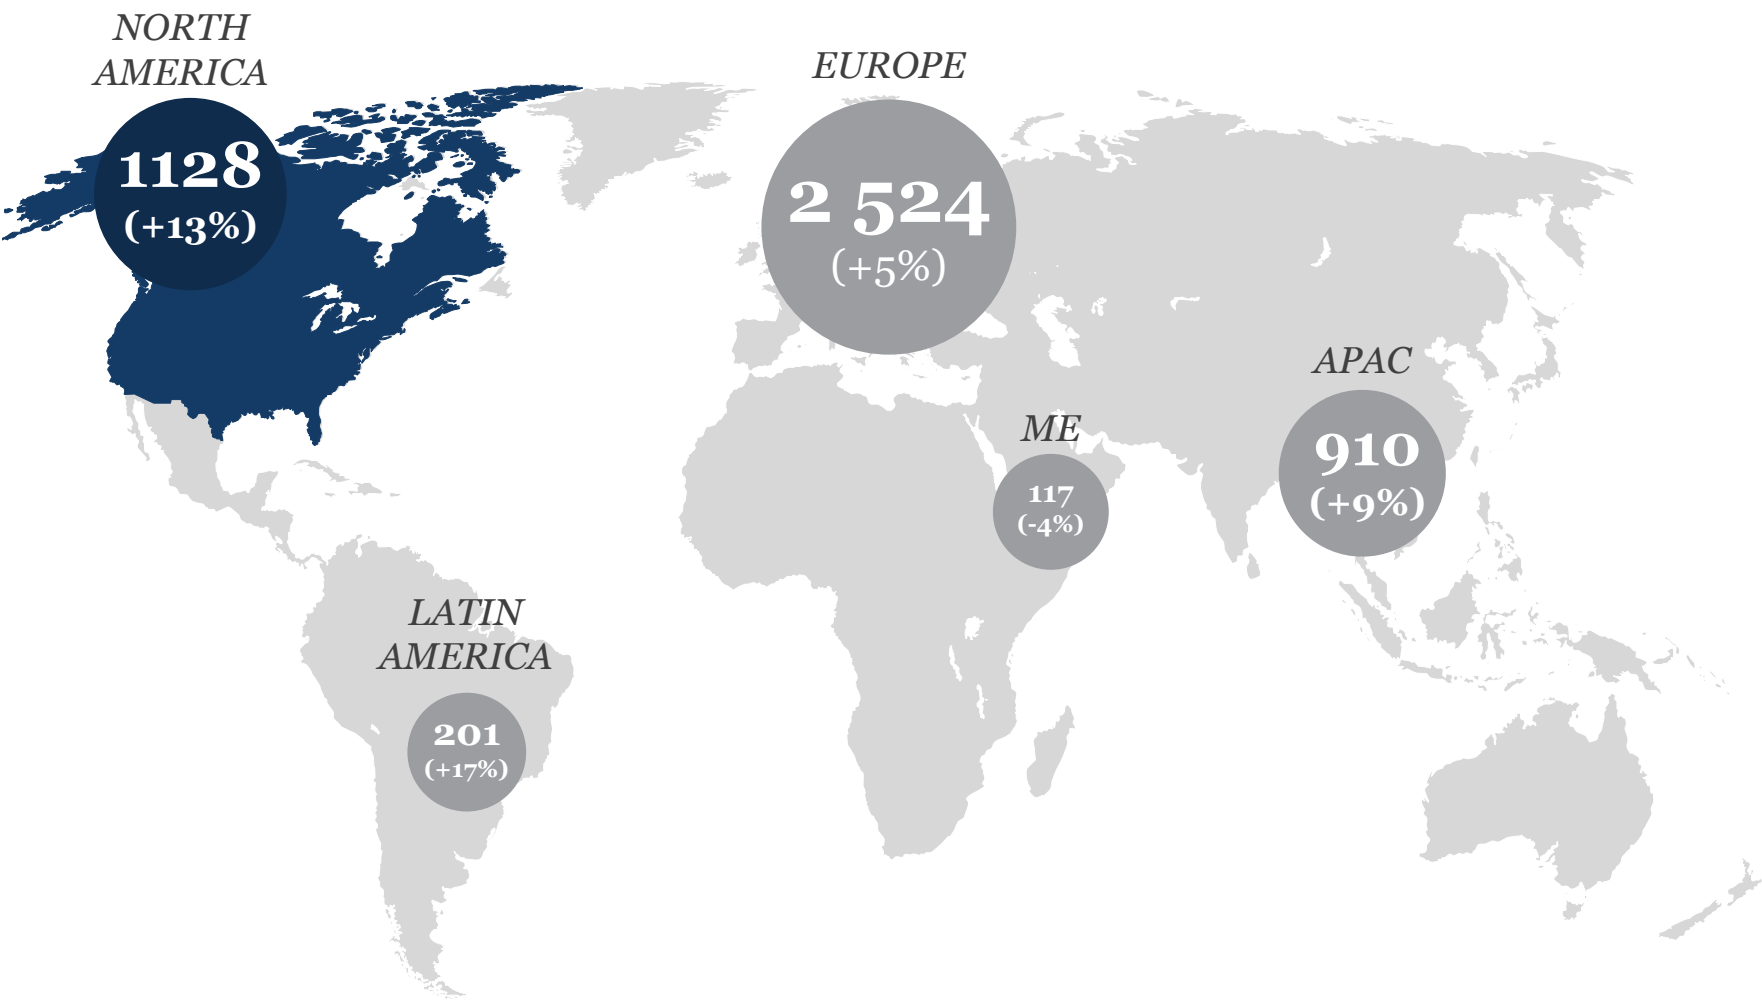 NORTH
AMERICA
1128
(+13%)
EUROPE
2 524
(+5%)
APAC
910
(+9%)
ME
117
(-4%)
LATIN
AMERICA
201
(+17%)